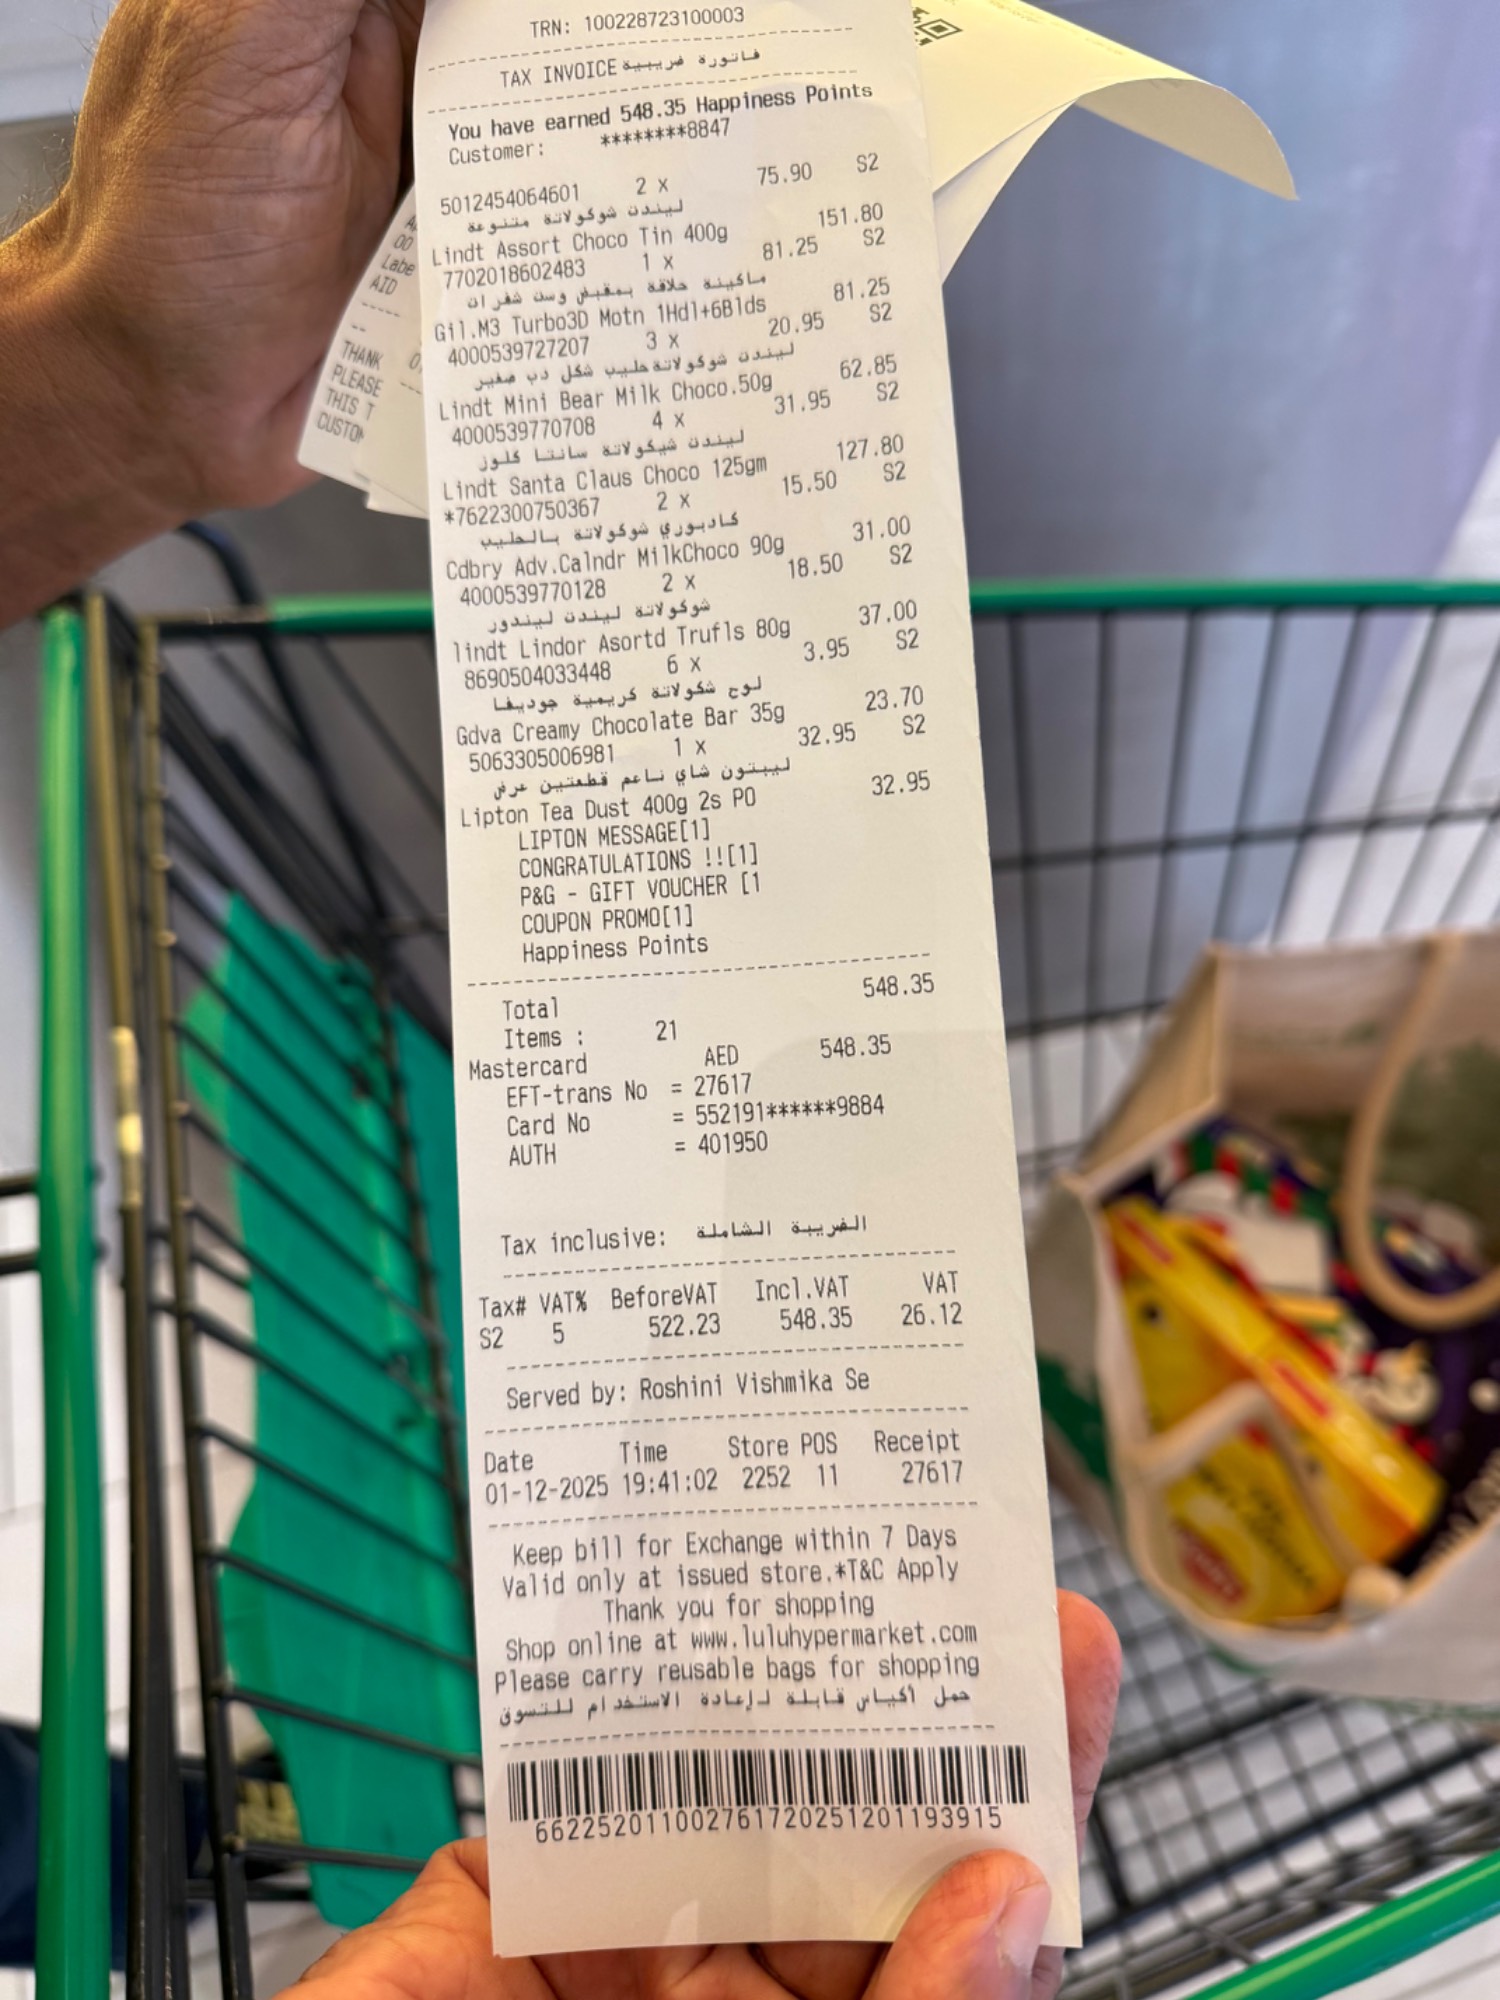 TRN: 100228723100003
TAX INVOICE فاتورة ضريبية
You have earned 548.35 Happiness Points
Customer: ********8847
5012454064601 2 x 75.90 S2
ليندت شوكولاتة متنوعة
Lindt Assort Choco Tin 400g 151.80
7702018602483 1 x 81.25 S2
ماكينة حلاقة بمقبض وست شفرات
Gil.M3 Turbo3D Motn 1Hdl+6Blds 81.25
4000539727207 3 x 20.95 S2
ليندت شوكولاتة حليب شكل دب صغير
Lindt Mini Bear Milk Choco.50g 62.85
4000539770708 4 x 31.95 S2
ليندت شيكولاتة سانتا كلوز
Lindt Santa Claus Choco 125gm 127.80
*7622300750367 2 x 15.50 S2
كادبوري شوكولاتة بالحليب
Cdbry Adv.Calndr MilkChoco 90g 31.00
4000539770128 2 x 18.50 S2
شوكولاتة ليندت ليندور
lindt Lindor Asortd Trufls 80g 37.00
8690504033448 6 x 3.95 S2
لوح شكولاتة كريمية جوديفا
Gdva Creamy Chocolate Bar 35g 23.70
5063305006981 1 x 32.95 S2
ليبتون شاي ناعم قطعتين عرض
Lipton Tea Dust 400g 2s PO 32.95
LIPTON MESSAGE[1]
CONGRATULATIONS !![1]
P&G - GIFT VOUCHER [1
COUPON PROMO[1]
Happiness Points
Total 548.35
Items : 21
Mastercard AED 548.35
EFT-trans No = 27617
Card No = 552191******9884
AUTH = 401950
Tax inclusive: الضريبة الشاملة
Tax# VAT% BeforeVAT Incl.VAT VAT
S2 5 522.23 548.35 26.12
Served by: Roshini Vishmika Se
Date Time Store POS Receipt
01-12-2025 19:41:02 2252 11 27617
Keep bill for Exchange within 7 Days
Valid only at issued store.*T&C Apply
Thank you for shopping
Shop online at www.luluhypermarket.com
Please carry reusable bags for shopping
حمل أكياس قابلة لإعادة الاستخدام للتسوق
662252011002761720251201193915
Labe
AID
THANK
PLEASE
THIS T
CUSTOM